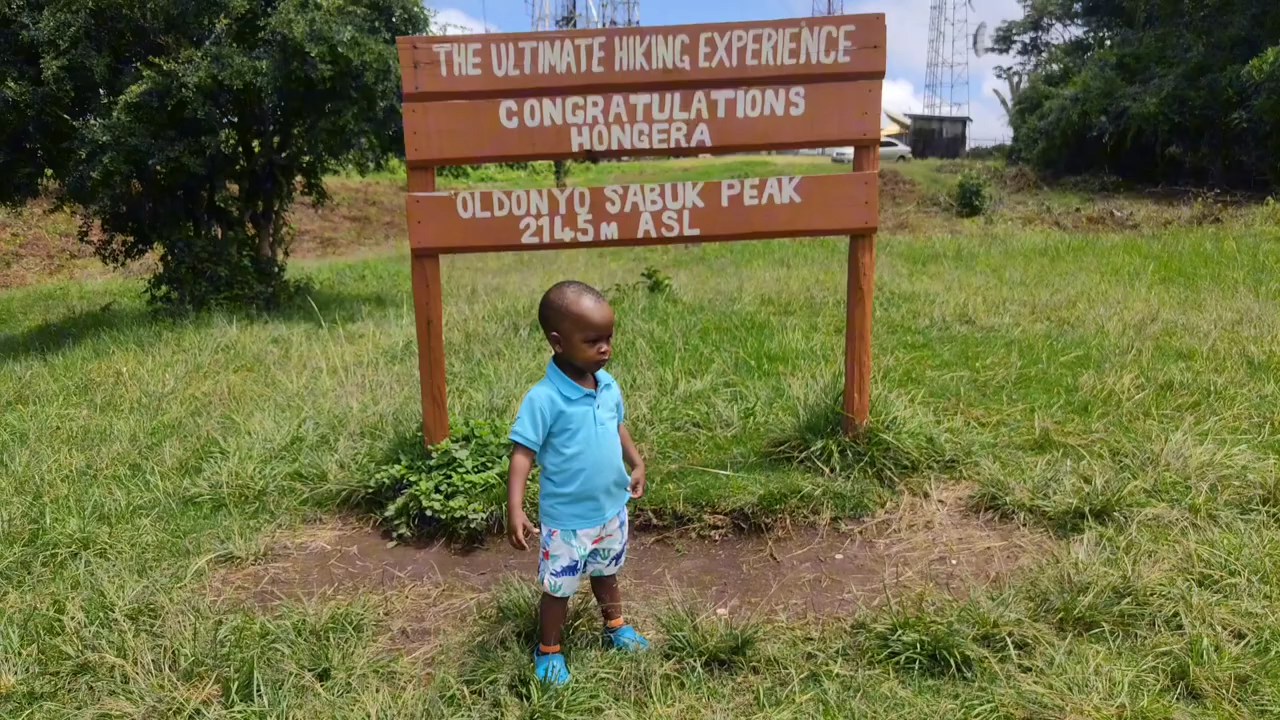 THE ULTIMATE HIKING EXPERIENCE
CONGRATULATIONS
HONGERA
OLDONYO SABUK PEAK
2145M ASL